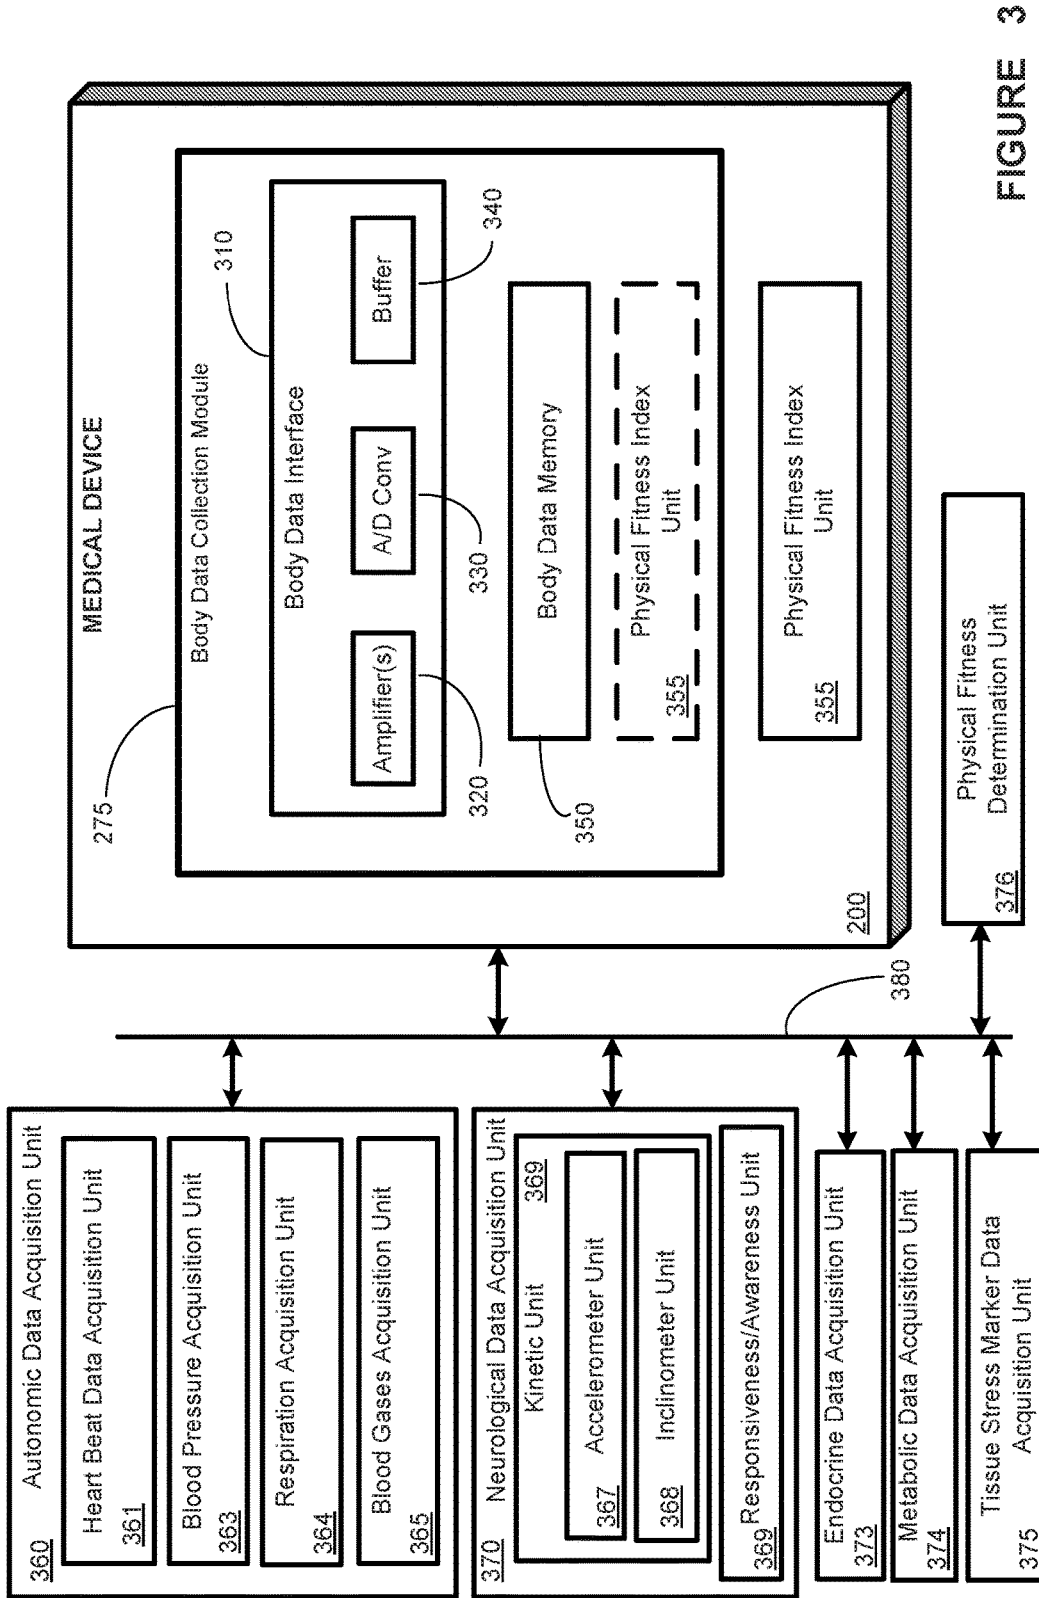 Autonomic Data Acquisition Unit
360
Heart Beat Data Acquisition Unit
361
Blood Pressure Acquisition Unit
363
Respiration Acquisition Unit
364
Blood Gases Acquisition Unit
365
Neurological Data Acquisition Unit
370
Kinetic Unit
369
Accelerometer Unit
367
Inclinometer Unit
368
Responsiveness/Awareness Unit
369
Endocrine Data Acquisition Unit
373
Metabolic Data Acquisition Unit
374
Tissue Stress Marker Data
Acquisition Unit
375
380
MEDICAL DEVICE
275
Body Data Collection Module
310
Body Data Interface
Amplifier(s)
A/D Conv
Buffer
320
330
340
Body Data Memory
350
Physical Fitness Index
Unit
355
Physical Fitness Index
Unit
355
200
Physical Fitness
Determination Unit
376
FIGURE 3